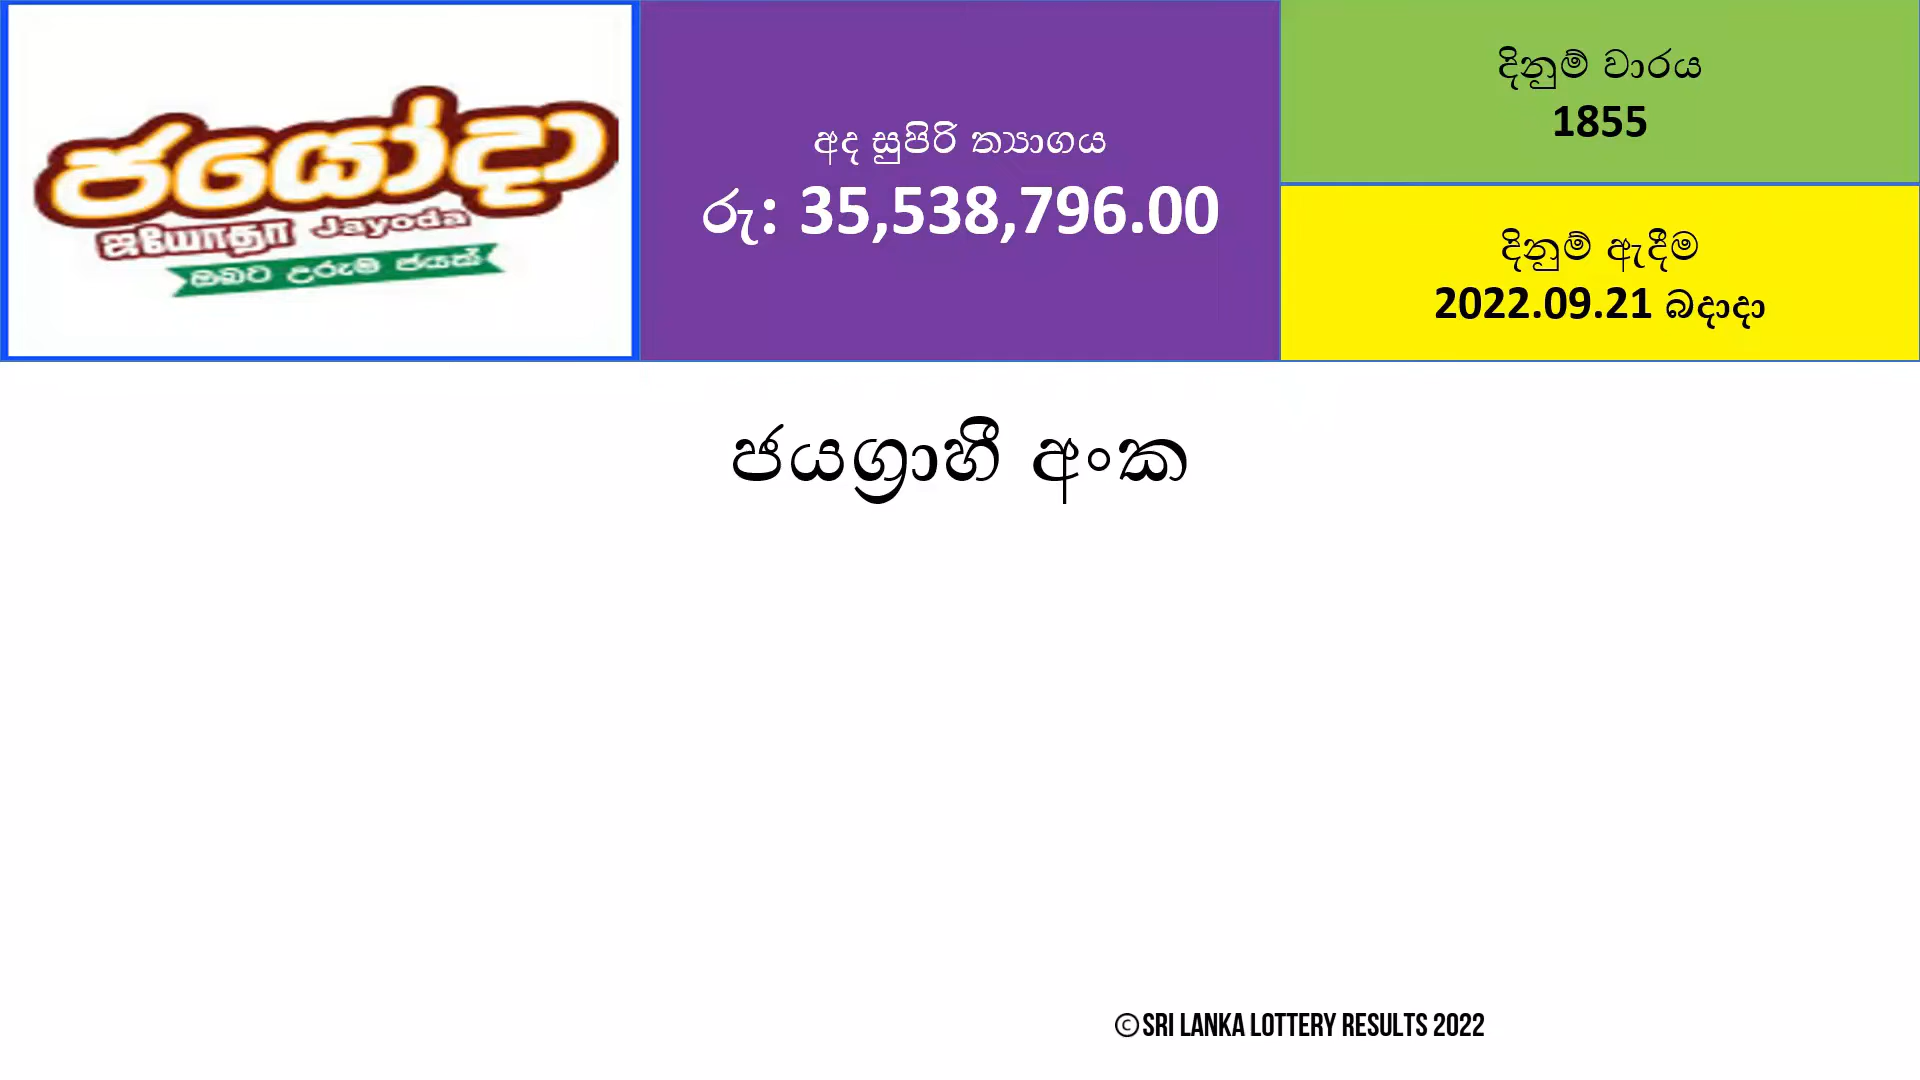 ජයෝදා
ஜயோதா Jayoda
ඔබට උරුම ජයක්
අද සුපිරි ත්‍යාගය
රු: 35,538,796.00
දිනුම් වාරය
1855
දිනුම් ඇදීම
2022.09.21 බදාදා
ජයග්‍රාහී අංක
©SRI LANKA LOTTERY RESULTS 2022